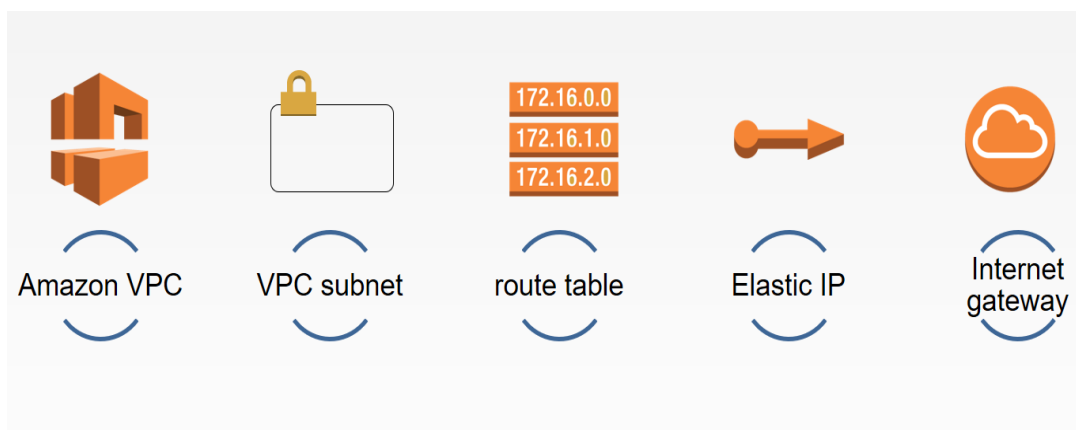 172.16.0.0
172.16.1.0
172.16.2.0
Amazon VPC
VPC subnet
route table
Elastic IP
Internet
gateway